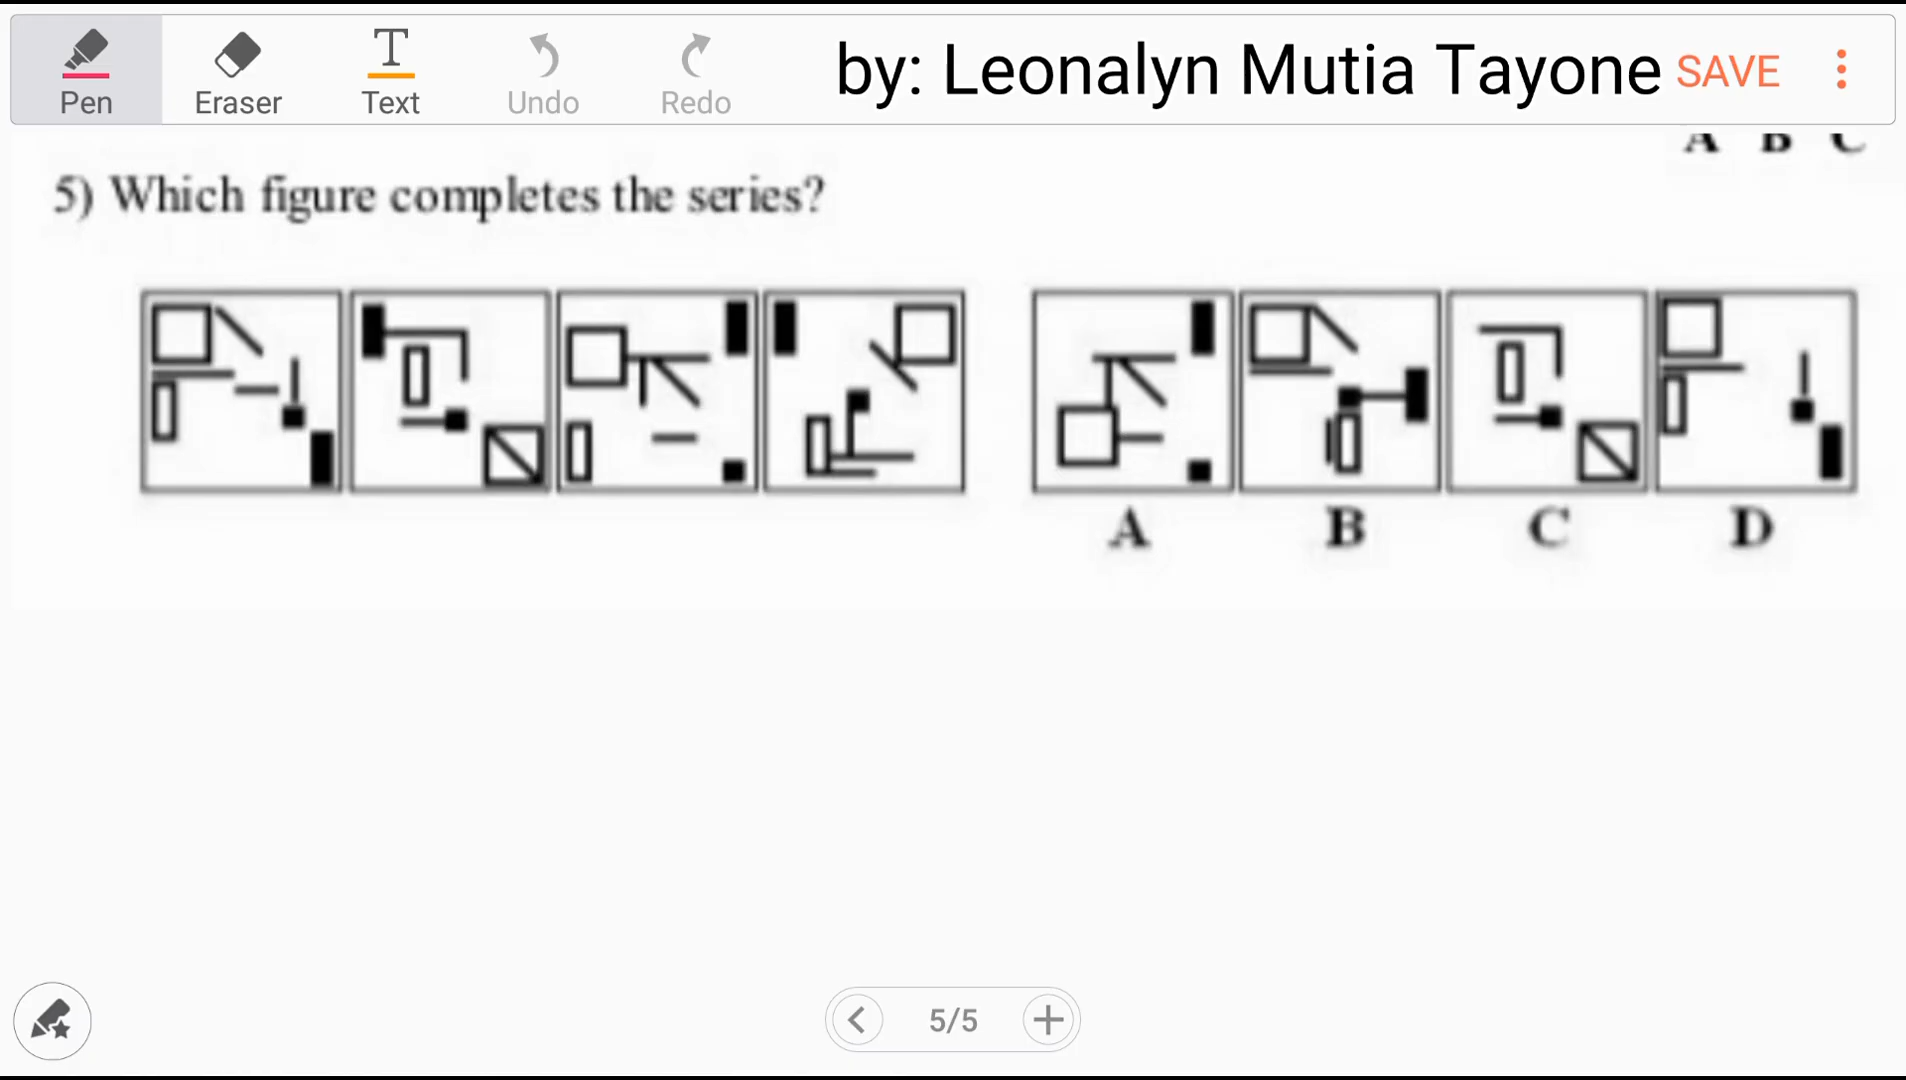 Pen Eraser Text Undo Redo by: Leonalyn Mutia Tayone SAVE
A B C
5) Which figure completes the series?
A B C D
5/5